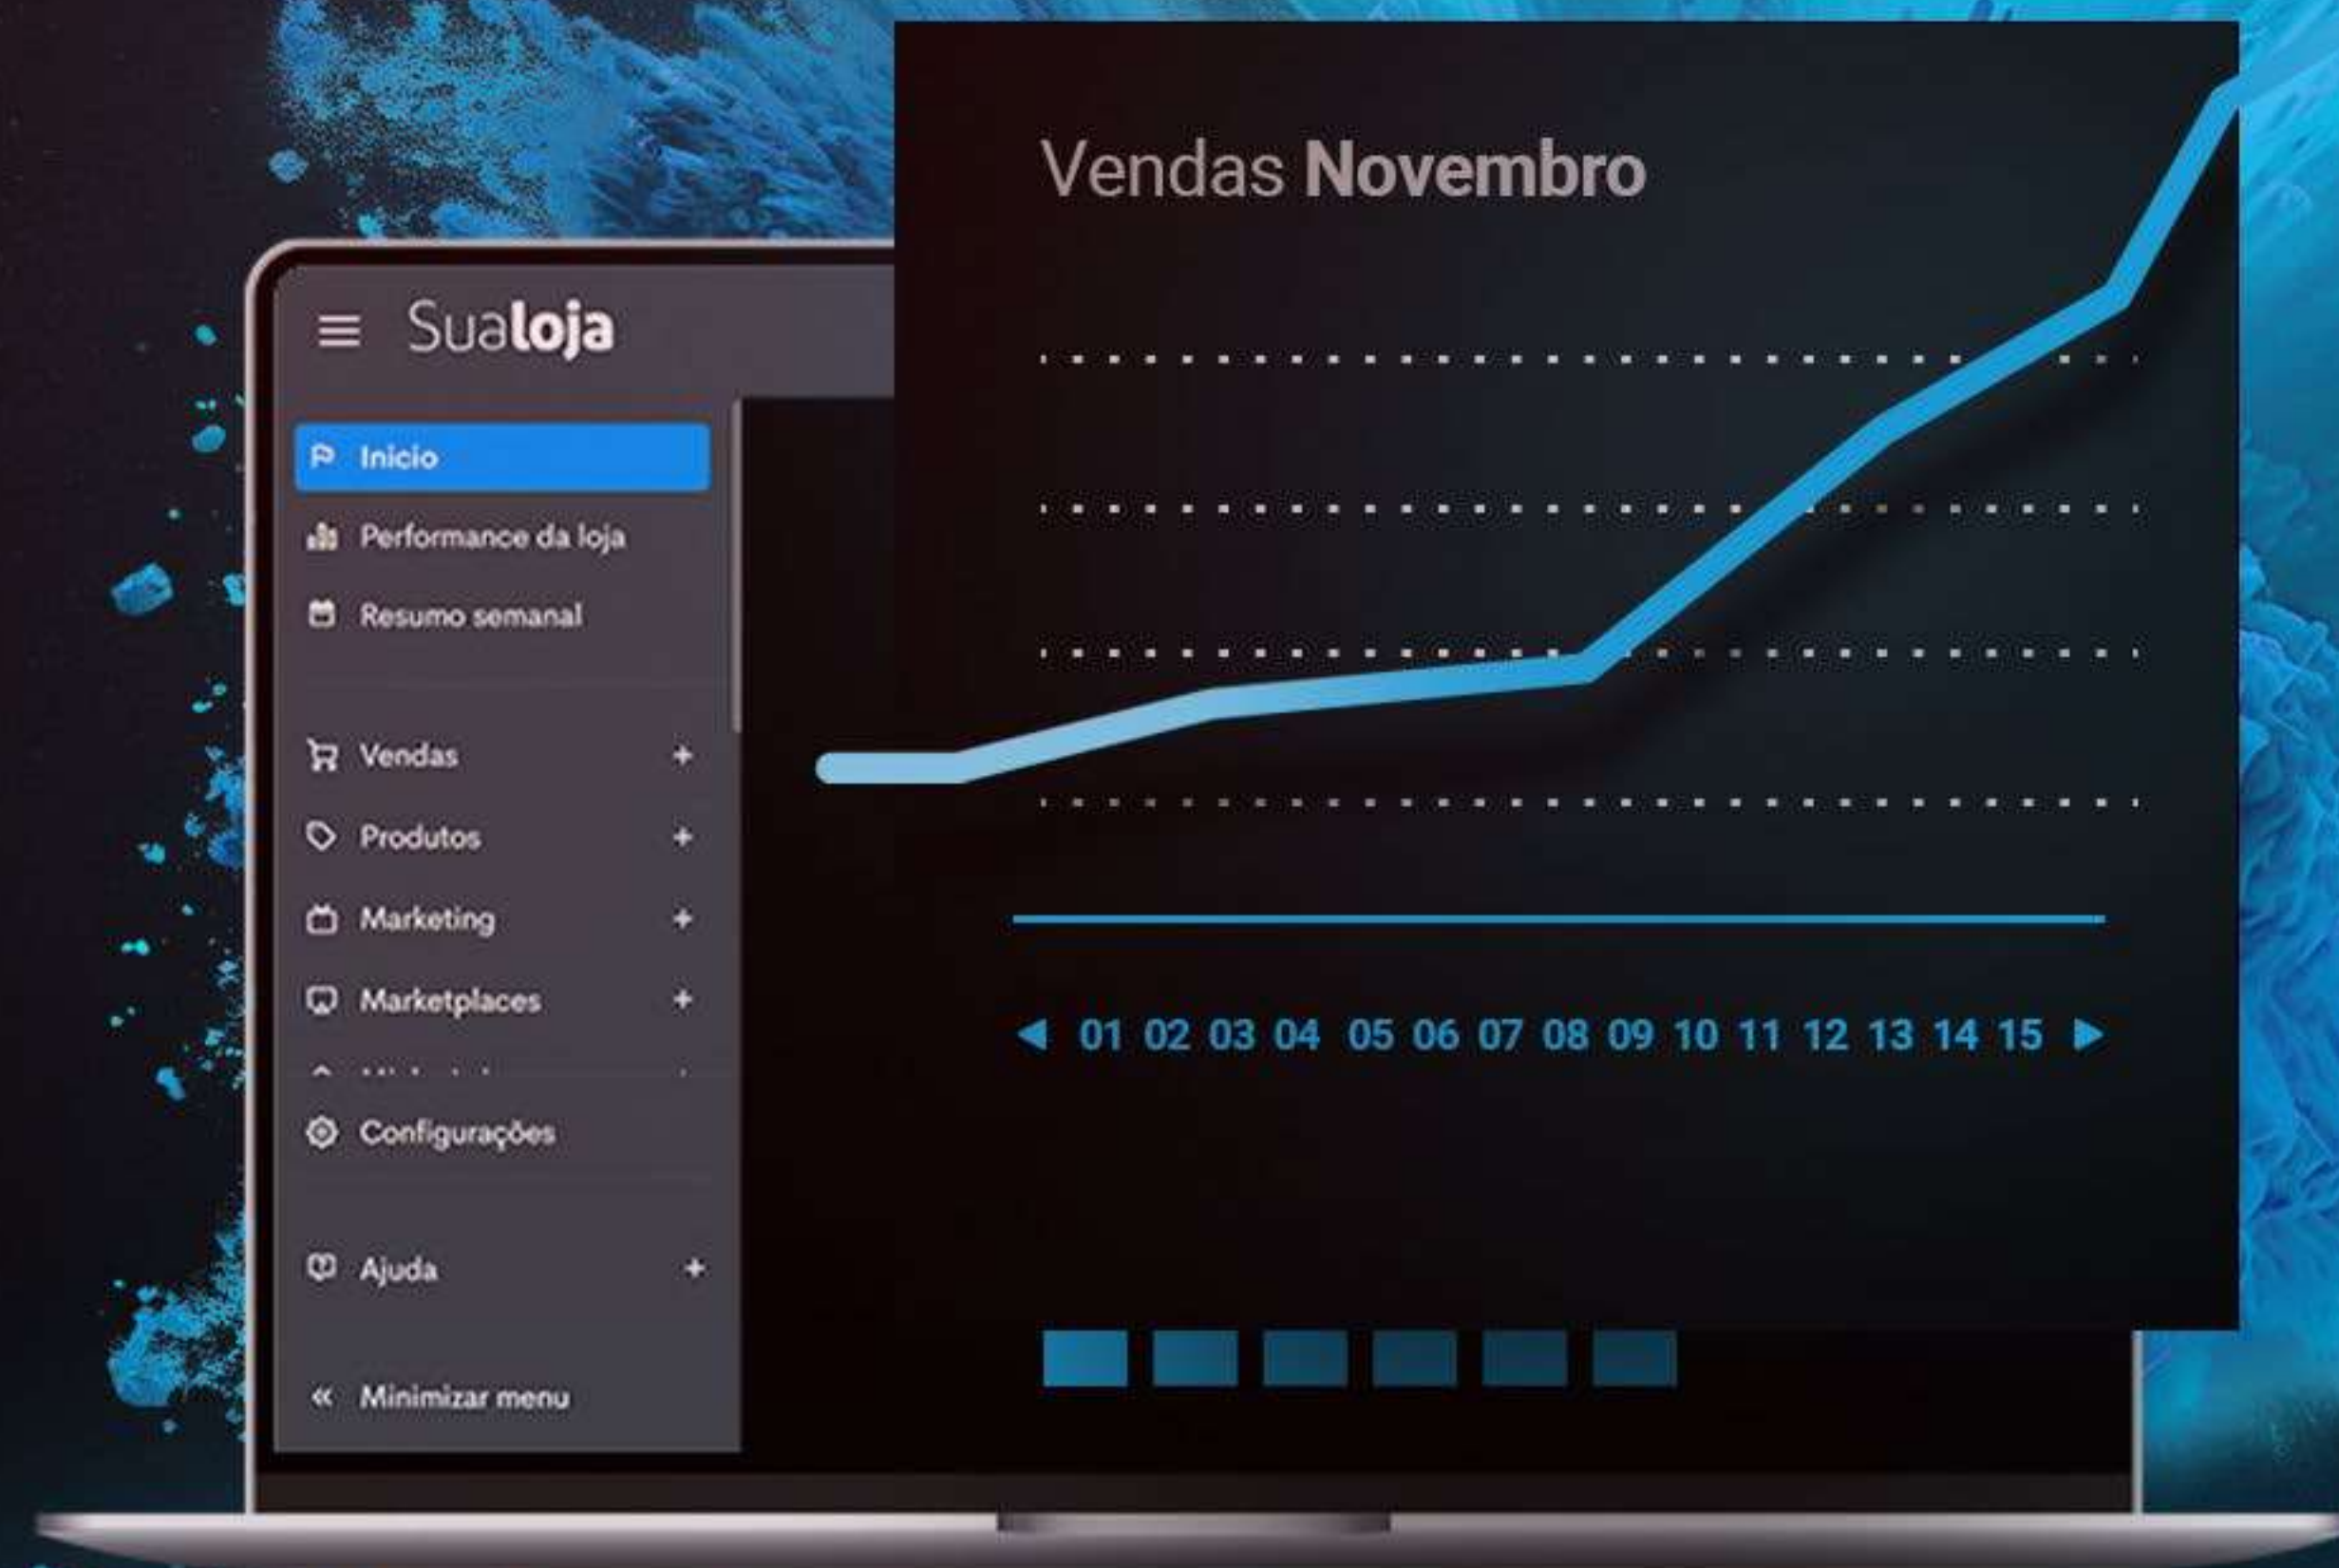 Vendas Novembro
Sualoja
Inicio
Performance da loja
Resumo semanal
Vendas +
Produtos +
Marketing +
Marketplaces +
Configurações
Ajuda +
« Minimizar menu
01 02 03 04 05 06 07 08 09 10 11 12 13 14 15